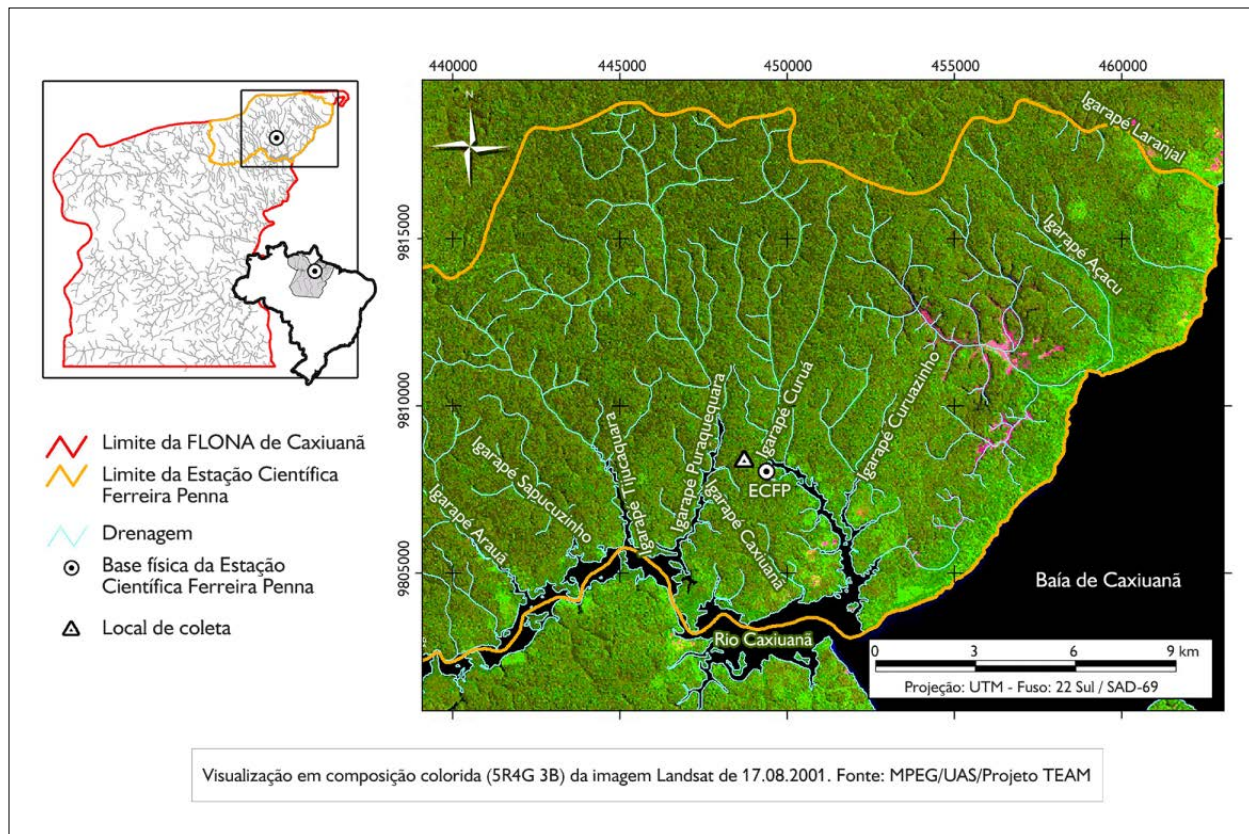 440000
445000
450000
455000
460000
N
9815000
9810000
9805000
Igarapé Laranjal
Igarapé Açacu
Igarapé Curuazinho
Igarapé Curuá
Igarapé Puraquequara
Igarapé Tijucaquara
Igarapé
Igarapé Caxiuanã
Igarapé Sapucuzinho
Igarapé Arauã
ECFP
Rio Caxiuanã
Baía de Caxiuanã
0 3 6 9 km
Projeção: UTM - Fuso: 22 Sul / SAD-69
Limite da FLONA de Caxiuanã
Limite da Estação Científica
Ferreira Penna
Drenagem
Base física da Estação
Científica Ferreira Penna
Local de coleta
Visualização em composição colorida (5R4G 3B) da imagem Landsat de 17.08.2001. Fonte: MPEG/UAS/Projeto TEAM